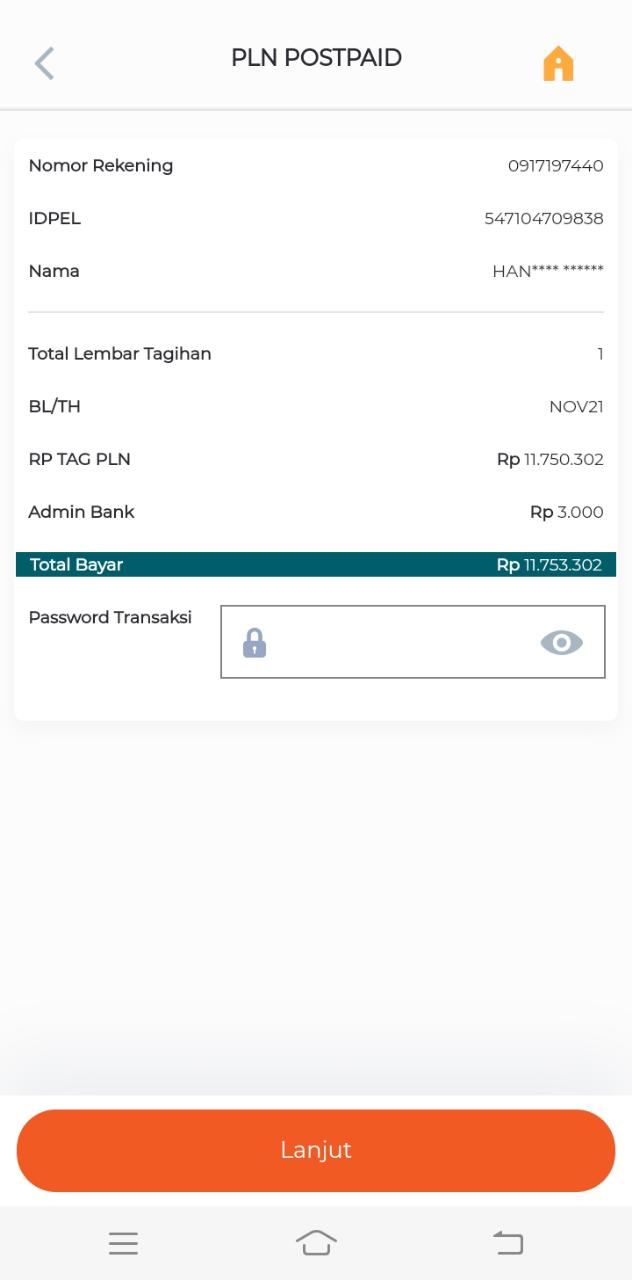 PLN POSTPAID
Nomor Rekening 0917197440
IDPEL 547104709838
Nama HAN**** ******
Total Lembar Tagihan 1
BL/TH NOV21
RP TAG PLN Rp 11.750.302
Admin Bank Rp 3.000
Total Bayar Rp 11.753.302
Password Transaksi
Lanjut